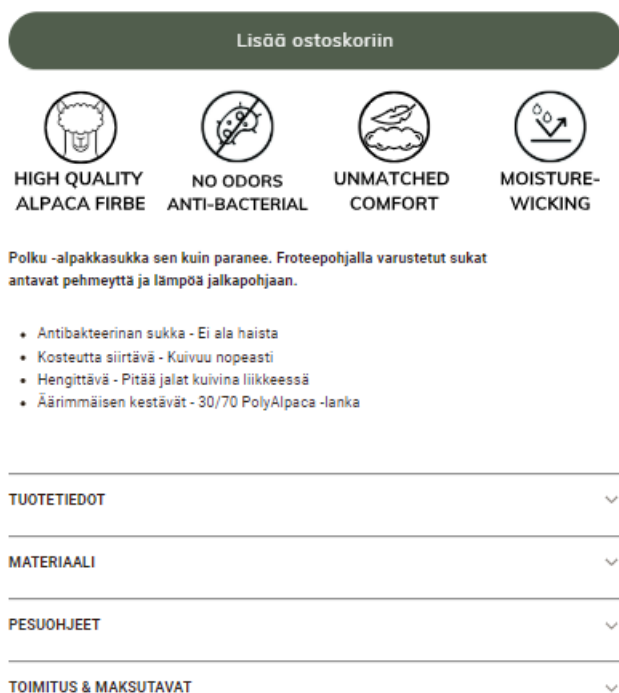 Lisää ostoskoriin
HIGH QUALITY
ALPACA FIRBE
NO ODORS
ANTI-BACTERIAL
UNMATCHED
COMFORT
MOISTURE-
WICKING
Polku -alpakkasukka sen kuin paranee. Froteepohjalla varustetut sukat
antavat pehmeyttä ja lämpöä jalkapohjaan.
• Antibakteerinan sukka - Ei ala haista
• Kosteutta siirtävä - Kuivuu nopeasti
• Hengittävä - Pitää jalat kuivina liikkeessä
• Äärimmäisen kestävät - 30/70 PolyAlpaca -lanka
TUOTETIEDOT
MATERIAALI
PESUOHJEET
TOIMITUS & MAKSUTAVAT